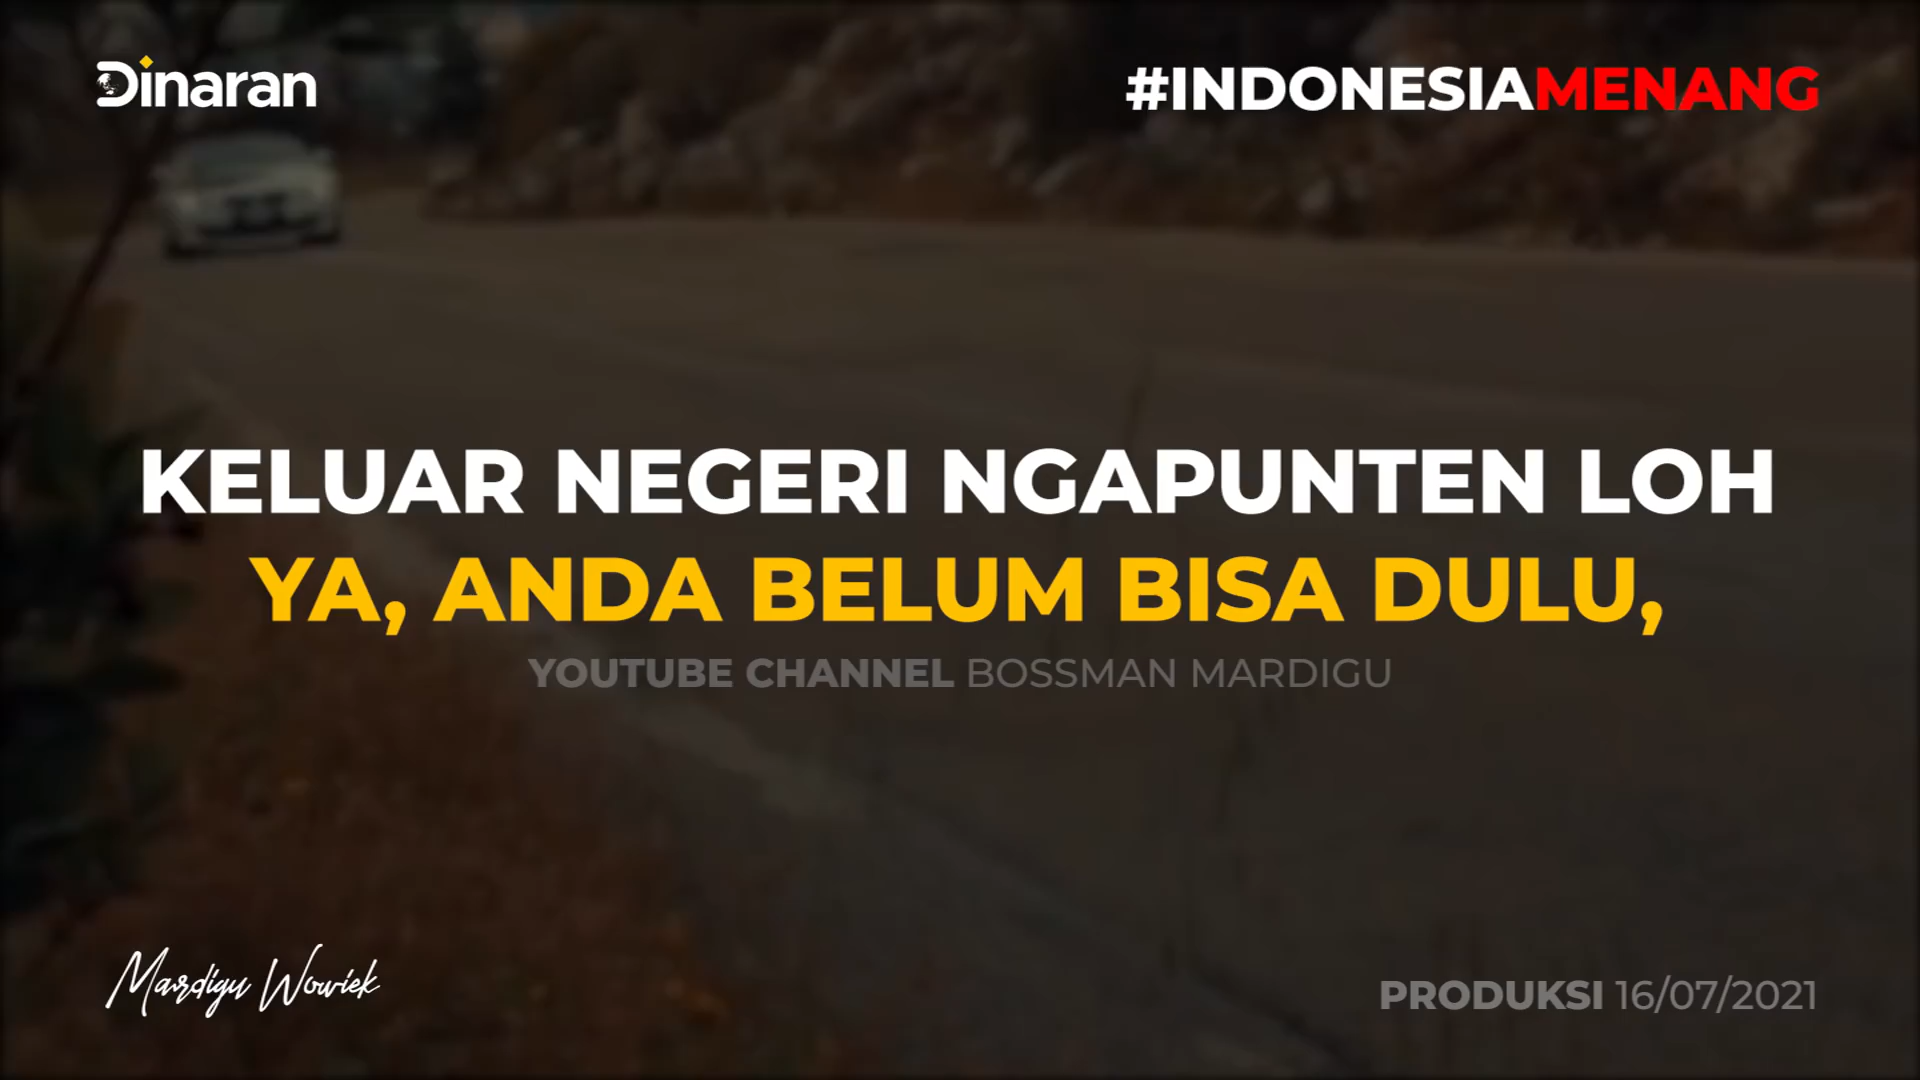 Dinaran
#INDONESIAMENANG
KELUAR NEGERI NGAPUNTEN LOH
YA, ANDA BELUM BISA DULU,
YOUTUBE CHANNEL BOSSMAN MARDIGU
Mardigu Wowiek
PRODUKSI 16/07/2021